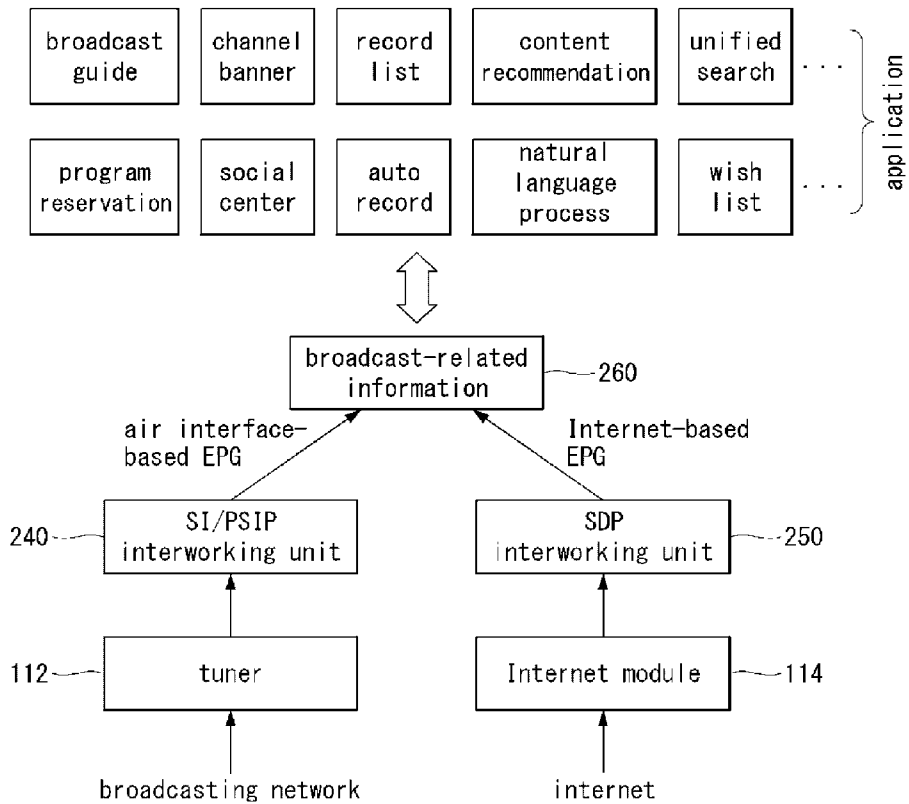 broadcast guide
channel banner
record list
content recommendation
unified search
...
program reservation
social center
auto record
natural language process
wish list
...
application
broadcast-related information
260
air interface-based EPG
Internet-based EPG
240
SI/PSIP interworking unit
SDP interworking unit
250
112
tuner
Internet module
114
broadcasting network
internet